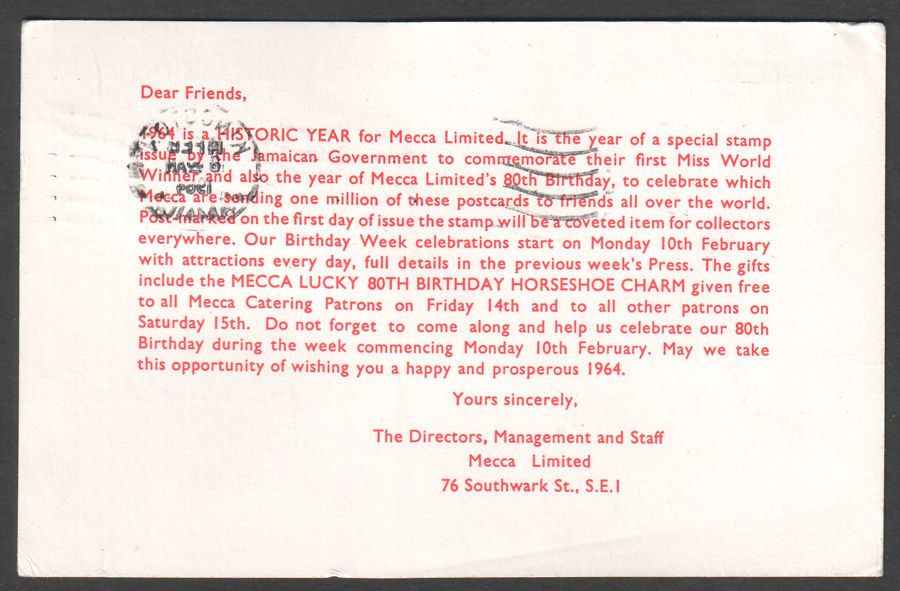 Dear Friends,
1964 is a HISTORIC YEAR for Mecca Limited. It is the year of a special stamp
issue by the Jamaican Government to commemorate their first Miss World
Winner and also the year of Mecca Limited's 80th Birthday, to celebrate which
Mecca are sending one million of these postcards to friends all over the world.
Post-marked on the first day of issue the stamp will be a coveted item for collectors
everywhere. Our Birthday Week celebrations start on Monday 10th February
with attractions every day, full details in the previous week's Press. The gifts
include the MECCA LUCKY 80TH BIRTHDAY HORSESHOE CHARM given free
to all Mecca Catering Patrons on Friday 14th and to all other patrons on
Saturday 15th. Do not forget to come along and help us celebrate our 80th
Birthday during the week commencing Monday 10th February. May we take
this opportunity of wishing you a happy and prosperous 1964.
Yours sincerely,
The Directors, Management and Staff
Mecca Limited
76 Southwark St., S.E.1